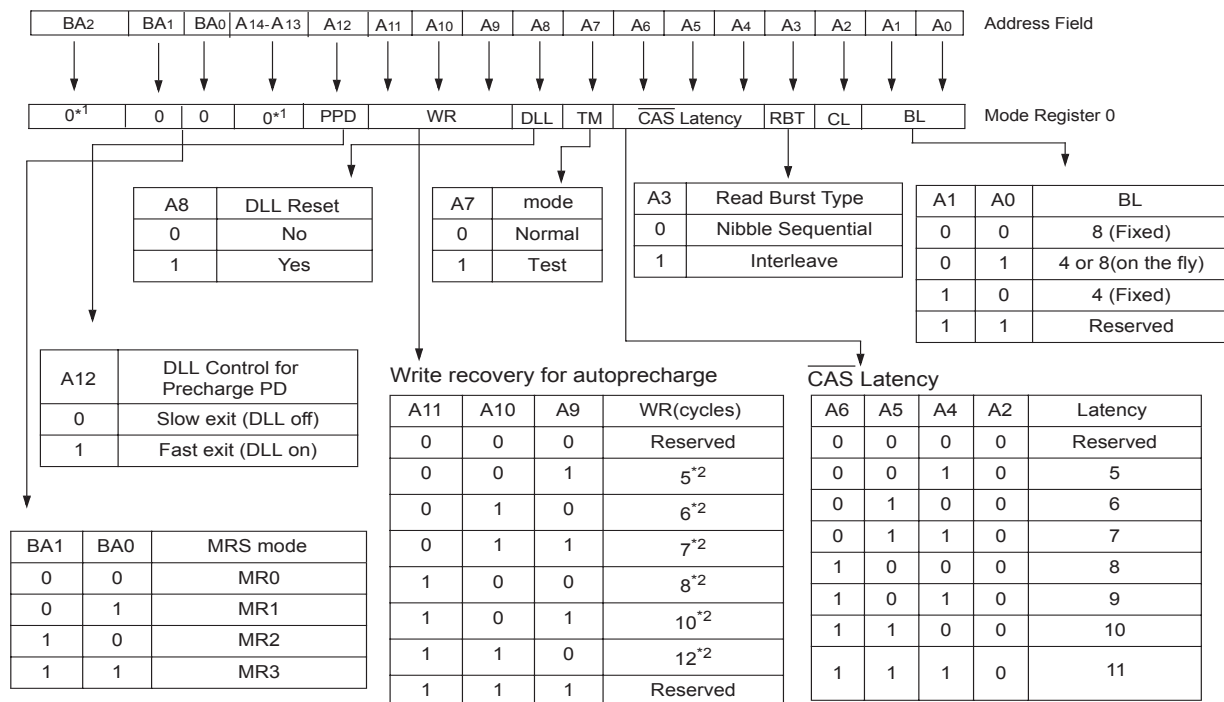 BA2 BA1 BA0 A14-A13 A12 A11 A10 A9 A8 A7 A6 A5 A4 A3 A2 A1 A0 Address Field
0*1 0 0 0*1 PPD WR DLL TM CAS Latency RBT CL BL Mode Register 0
A8 DLL Reset
0 No
1 Yes
A7 mode
0 Normal
1 Test
A3 Read Burst Type
0 Nibble Sequential
1 Interleave
A1 A0 BL
0 0 8 (Fixed)
0 1 4 or 8(on the fly)
1 0 4 (Fixed)
1 1 Reserved
A12 DLL Control for
Precharge PD
0 Slow exit (DLL off)
1 Fast exit (DLL on)
Write recovery for autoprecharge
A11 A10 A9 WR(cycles)
0 0 0 Reserved
0 0 1 5*2
0 1 0 6*2
0 1 1 7*2
1 0 0 8*2
1 0 1 10*2
1 1 0 12*2
1 1 1 Reserved
CAS Latency
A6 A5 A4 A2 Latency
0 0 0 0 Reserved
0 0 1 0 5
0 1 0 0 6
0 1 1 0 7
1 0 0 0 8
1 0 1 0 9
1 1 0 0 10
1 1 1 0 11
BA1 BA0 MRS mode
0 0 MR0
0 1 MR1
1 0 MR2
1 1 MR3